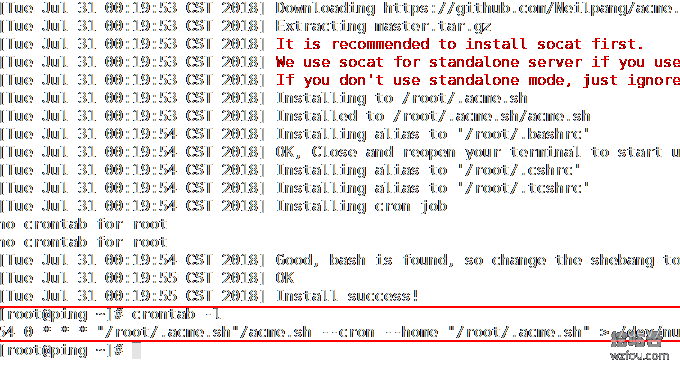 [Tue Jul 31 00:19:53 CST 2018] Downloading https://github.com/Neilpang/acme.
[Tue Jul 31 00:19:53 CST 2018] Extracting master.tar.gz
[Tue Jul 31 00:19:53 CST 2018] It is recommended to install socat first.
[Tue Jul 31 00:19:53 CST 2018] We use socat for standalone server if you use
[Tue Jul 31 00:19:53 CST 2018] If you don't use standalone mode, just ignore
[Tue Jul 31 00:19:53 CST 2018] Installing to /root/.acme.sh
[Tue Jul 31 00:19:53 CST 2018] Installed to /root/.acme.sh/acme.sh
[Tue Jul 31 00:19:54 CST 2018] Installing alias to '/root/.bashrc'
[Tue Jul 31 00:19:54 CST 2018] OK, Close and reopen your terminal to start u
[Tue Jul 31 00:19:54 CST 2018] Installing alias to '/root/.cshrc'
[Tue Jul 31 00:19:54 CST 2018] Installing alias to '/root/.tcshrc'
[Tue Jul 31 00:19:54 CST 2018] Installing cron job
no crontab for root
no crontab for root
[Tue Jul 31 00:19:54 CST 2018] Good, bash is found, so change the shebang to
[Tue Jul 31 00:19:55 CST 2018] OK
[Tue Jul 31 00:19:55 CST 2018] Install success!
[root@ping ~]# crontab -l
54 0 * * * "/root/.acme.sh"/acme.sh --cron --home "/root/.acme.sh" > /dev/nu
[root@ping ~]#
挖站否
wzfou.com